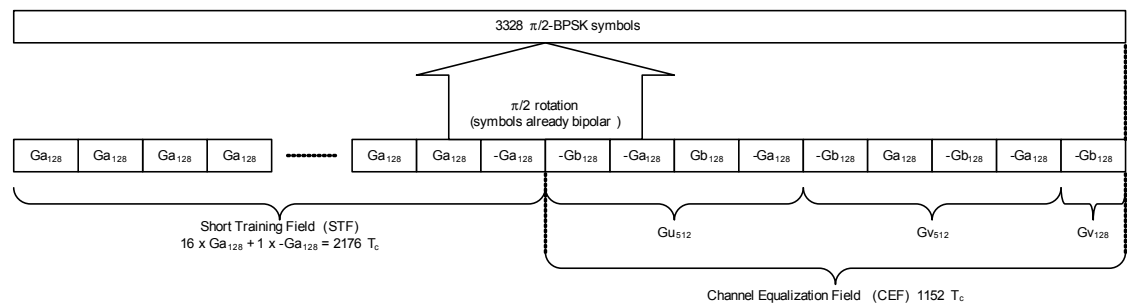 3328 π/2-BPSK symbols
π/2 rotation
(symbols already bipolar )
Ga128 Ga128 Ga128 Ga128 Ga128 Ga128 -Ga128 -Gb128 -Ga128 Gb128 -Ga128 -Gb128 Ga128 -Gb128 -Ga128 -Gb128
Short Training Field (STF)
16 x Ga128 + 1 x -Ga128 = 2176 Tc
Gu512 Gv512 Gv128
Channel Equalization Field (CEF) 1152 Tc